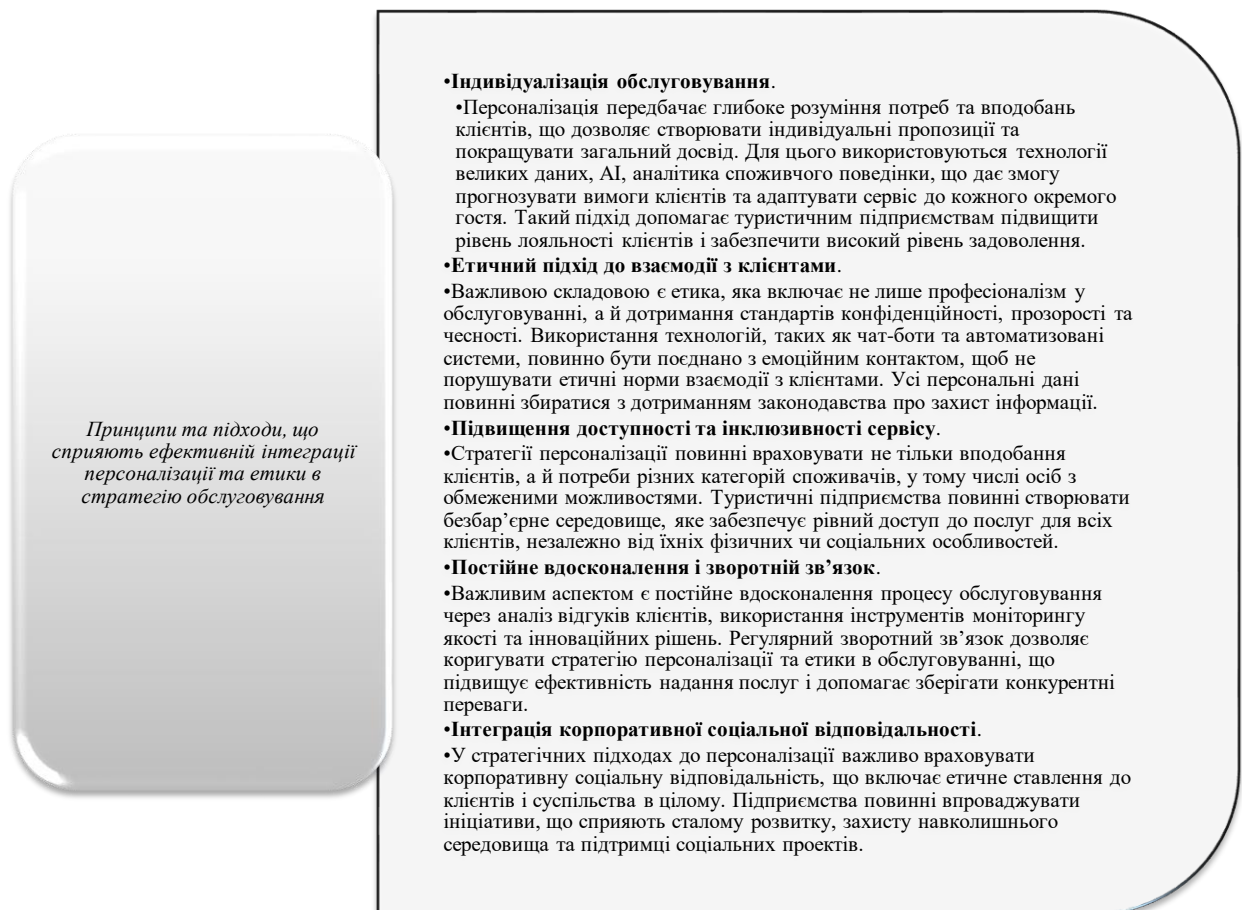 Принципи та підходи, що
сприяють ефективній інтеграції
персоналізації та етики в
стратегію обслуговування
•Індивідуалізація обслуговування.
•Персоналізація передбачає глибоке розуміння потреб та вподобань
клієнтів, що дозволяє створювати індивідуальні пропозиції та
покращувати загальний досвід. Для цього використовуються технології
великих даних, AI, аналітика споживчого поведінки, що дає змогу
прогнозувати вимоги клієнтів та адаптувати сервіс до кожного окремого
гостя. Такий підхід допомагає туристичним підприємствам підвищити
рівень лояльності клієнтів і забезпечити високий рівень задоволення.
•Етичний підхід до взаємодії з клієнтами.
•Важливою складовою є етика, яка включає не лише професіоналізм у
обслуговуванні, а й дотримання стандартів конфіденційності, прозорості та
чесності. Використання технологій, таких як чат-боти та автоматизовані
системи, повинно бути поєднано з емоційним контактом, щоб не
порушувати етичні норми взаємодії з клієнтами. Усі персональні дані
повинні збиратися з дотриманням законодавства про захист інформації.
•Підвищення доступності та інклюзивності сервісу.
•Стратегії персоналізації повинні враховувати не тільки вподобання
клієнтів, а й потреби різних категорій споживачів, у тому числі осіб з
обмеженими можливостями. Туристичні підприємства повинні створювати
безбар’єрне середовище, яке забезпечує рівний доступ до послуг для всіх
клієнтів, незалежно від їхніх фізичних чи соціальних особливостей.
•Постійне вдосконалення і зворотній зв’язок.
•Важливим аспектом є постійне вдосконалення процесу обслуговування
через аналіз відгуків клієнтів, використання інструментів моніторингу
якості та інноваційних рішень. Регулярний зворотний зв’язок дозволяє
коригувати стратегію персоналізації та етики в обслуговуванні, що
підвищує ефективність надання послуг і допомагає зберігати конкурентні
переваги.
•Інтеграція корпоративної соціальної відповідальності.
•У стратегічних підходах до персоналізації важливо враховувати
корпоративну соціальну відповідальність, що включає етичне ставлення до
клієнтів і суспільства в цілому. Підприємства повинні впроваджувати
ініціативи, що сприяють сталому розвитку, захисту навколишнього
середовища та підтримці соціальних проектів.